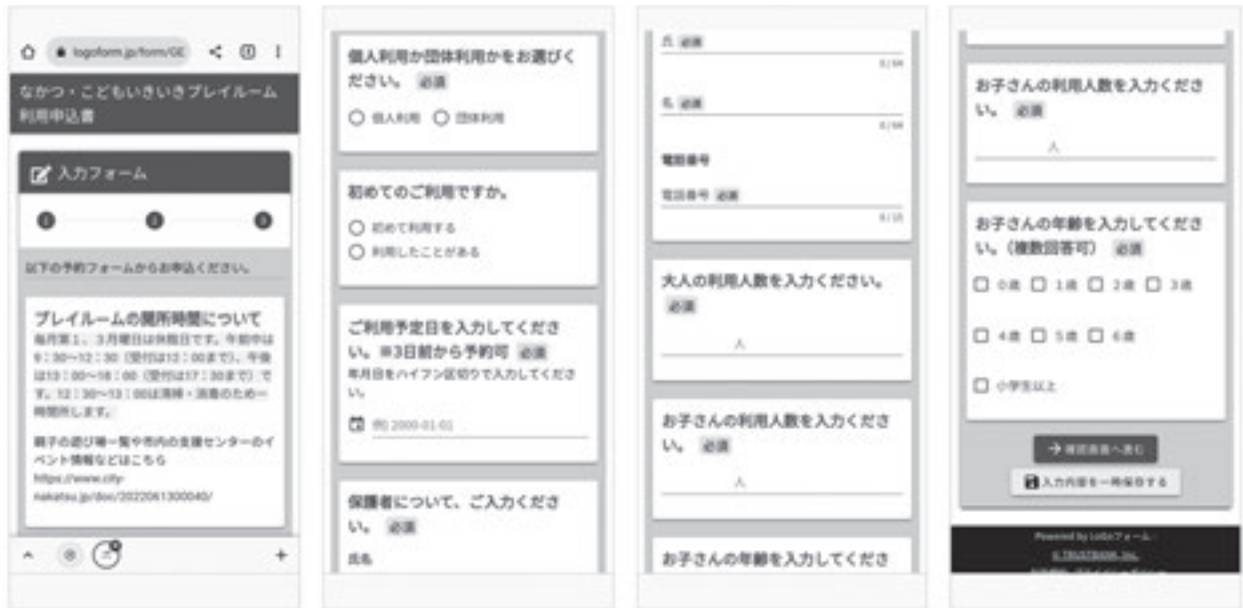 logoform.jp/form/GE
なかつ・こどもいきいきプレイルーム
利用申込書
入力フォーム
以下の予約フォームからお申込ください。
プレイルームの開所時間について
毎月第1、3月曜日は休館日です。午前中は
9:30~12:30(受付は12:00まで)、午後
は13:00~18:00(受付は17:30まで)で
す。12:30~13:00は清掃・消毒のため一
時閉所します。
親子の遊び場一覧や市内の支援センターのイ
ベント情報などはこちら
https://www.city-
nakatsu.jp/doc/2022061300040/
個人利用か団体利用かをお選びく
ださい。 必須
個人利用 団体利用
初めてのご利用ですか。
初めて利用する
利用したことがある
ご利用予定日を入力してくださ
い。※3日前から予約可 必須
年月日をハイフン区切りで入力してくださ
い。
例) 2000-01-01
保護者について、ご入力くださ
い。 必須
氏名
氏 必須
0/64
名 必須
0/64
電話番号
電話番号 必須
大人の利用人数を入力ください。
必須
人
お子さんの利用人数を入力くださ
い。 必須
人
お子さんの年齢を入力してくださ
お子さんの利用人数を入力くださ
い。 必須
人
お子さんの年齢を入力してくださ
い。(複数回答可) 必須
0歳 1歳 2歳 3歳
4歳 5歳 6歳
小学生以上
→確認画面へ進む
入力内容を一時保存する
Powered by LoGoフォーム
© TRUSTBANK, Inc.